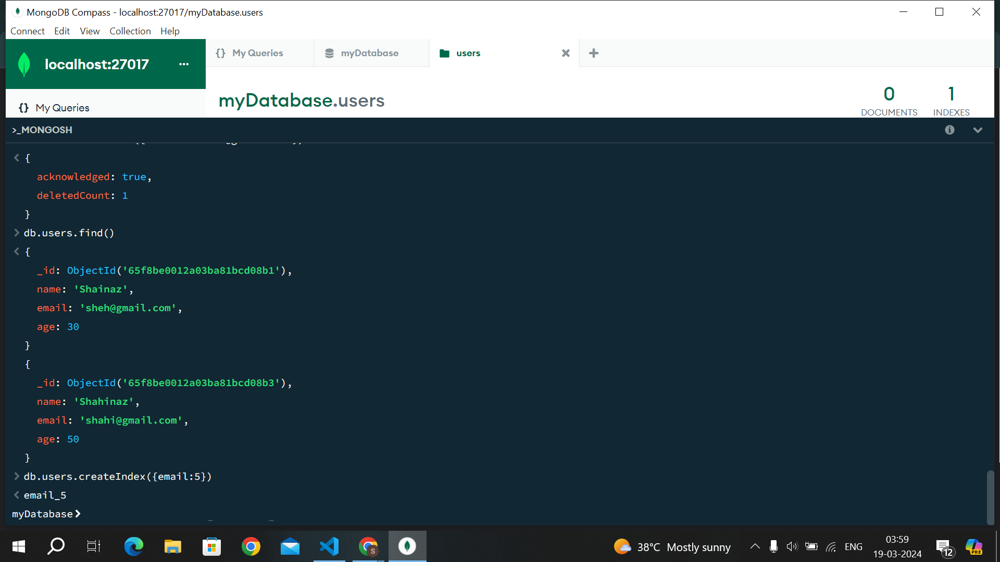 MongoDB Compass - localhost:27017/myDatabase.users
Connect Edit View Collection Help
localhost:27017 ...
{} My Queries
myDatabase
users
My Queries
myDatabase.users
0
DOCUMENTS
1
INDEXES
>_MONGOSH
{
acknowledged: true,
deletedCount: 1
}
db.users.find()
{
_id: ObjectId('65f8be0012a03ba81bcd08b1'),
name: 'Shainaz',
email: 'sheh@gmail.com',
age: 30
}
{
_id: ObjectId('65f8be0012a03ba81bcd08b3'),
name: 'Shahinaz',
email: 'shahi@gmail.com',
age: 50
}
db.users.createIndex({email:5})
email_5
myDatabase>
S
38°C Mostly sunny
ENG
03:59
19-03-2024
12
PRE